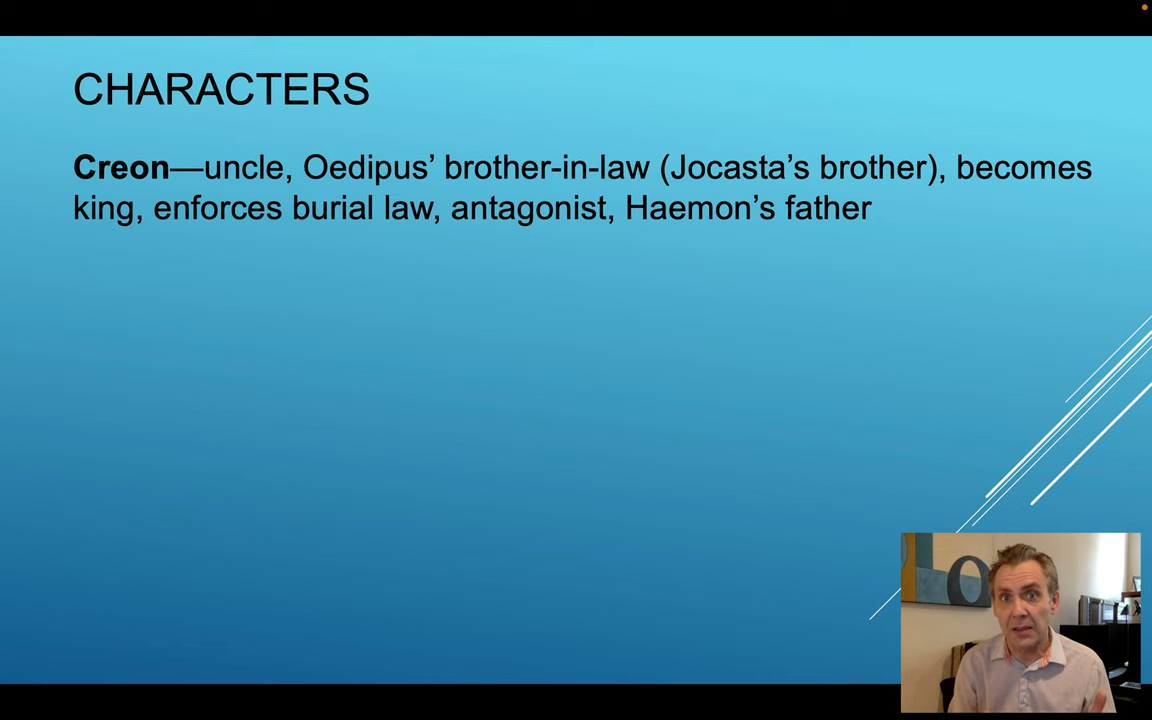 CHARACTERS
Creon—uncle, Oedipus’ brother-in-law (Jocasta’s brother), becomes
king, enforces burial law, antagonist, Haemon’s father